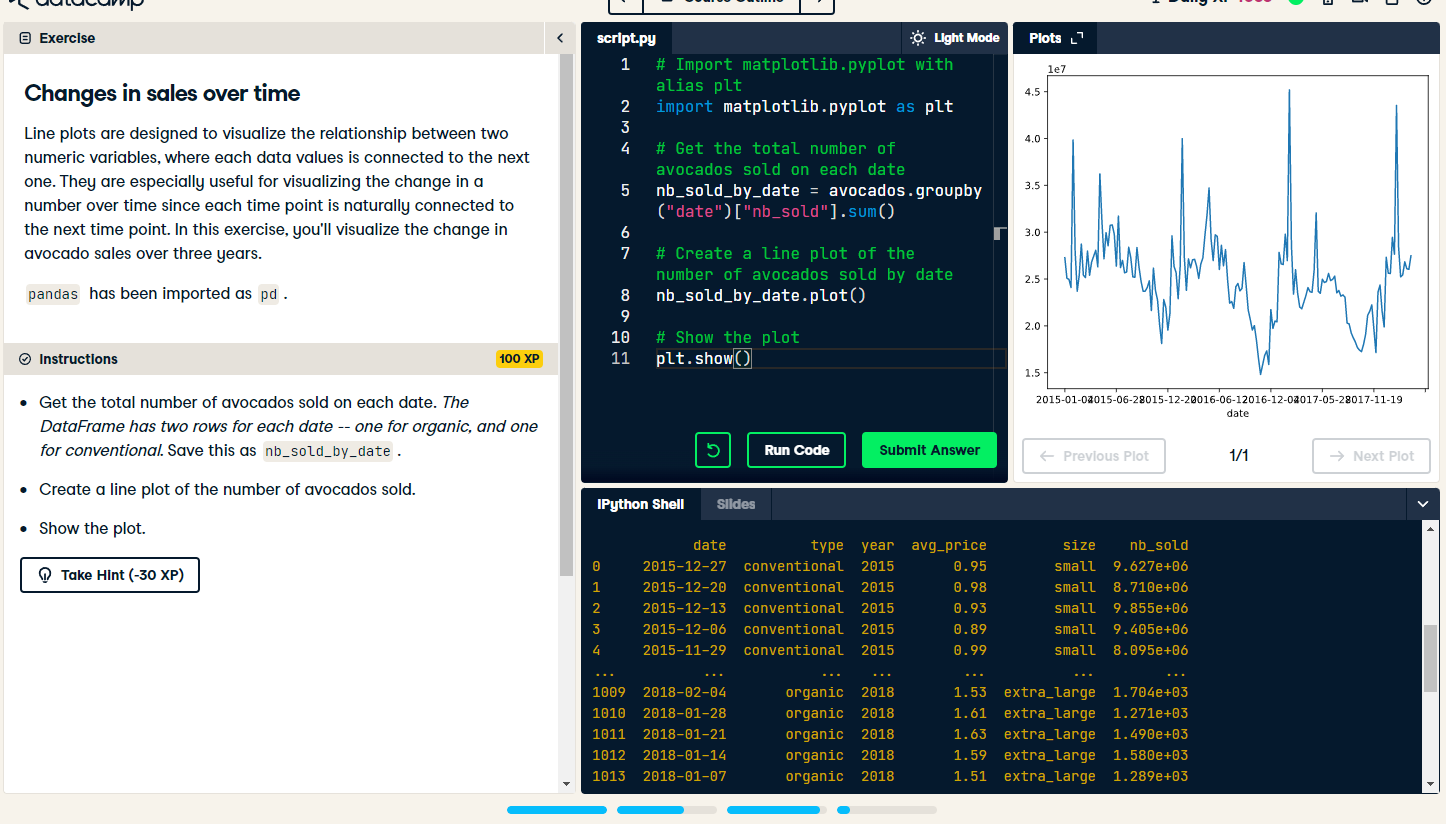 datacamp
Course Outline
Daily XP
Exercise
Changes in sales over time
Line plots are designed to visualize the relationship between two
numeric variables, where each data values is connected to the next
one. They are especially useful for visualizing the change in a
number over time since each time point is naturally connected to
the next time point. In this exercise, you'll visualize the change in
avocado sales over three years.
pandas has been imported as pd .
Instructions
100 XP
• Get the total number of avocados sold on each date. The
DataFrame has two rows for each date -- one for organic, and one
for conventional. Save this as nb_sold_by_date .
• Create a line plot of the number of avocados sold.
• Show the plot.
Take Hint (-30 XP)
script.py
Light Mode
1 # Import matplotlib.pyplot with
alias plt
2 import matplotlib.pyplot as plt
3
4 # Get the total number of
avocados sold on each date
5 nb_sold_by_date = avocados.groupby
("date")["nb_sold"].sum()
6
7 # Create a line plot of the
number of avocados sold by date
8 nb_sold_by_date.plot()
9
10 # Show the plot
11 plt.show()
Run Code
Submit Answer
Plots
1e7
4.5
4.0
3.5
3.0
2.5
2.0
1.5
2015-01-04 2015-06-28 2015-12-20 2016-06-12 2016-12-04 2017-05-28 2017-11-19
date
Previous Plot
1/1
Next Plot
IPython Shell
Slides
date type year avg_price size nb_sold
0 2015-12-27 conventional 2015 0.95 small 9.627e+06
1 2015-12-20 conventional 2015 0.98 small 8.710e+06
2 2015-12-13 conventional 2015 0.93 small 9.855e+06
3 2015-12-06 conventional 2015 0.89 small 9.405e+06
4 2015-11-29 conventional 2015 0.99 small 8.095e+06
... ... ... ... ... ... ...
1009 2018-02-04 organic 2018 1.53 extra_large 1.704e+03
1010 2018-01-28 organic 2018 1.61 extra_large 1.271e+03
1011 2018-01-21 organic 2018 1.63 extra_large 1.490e+03
1012 2018-01-14 organic 2018 1.59 extra_large 1.580e+03
1013 2018-01-07 organic 2018 1.51 extra_large 1.289e+03